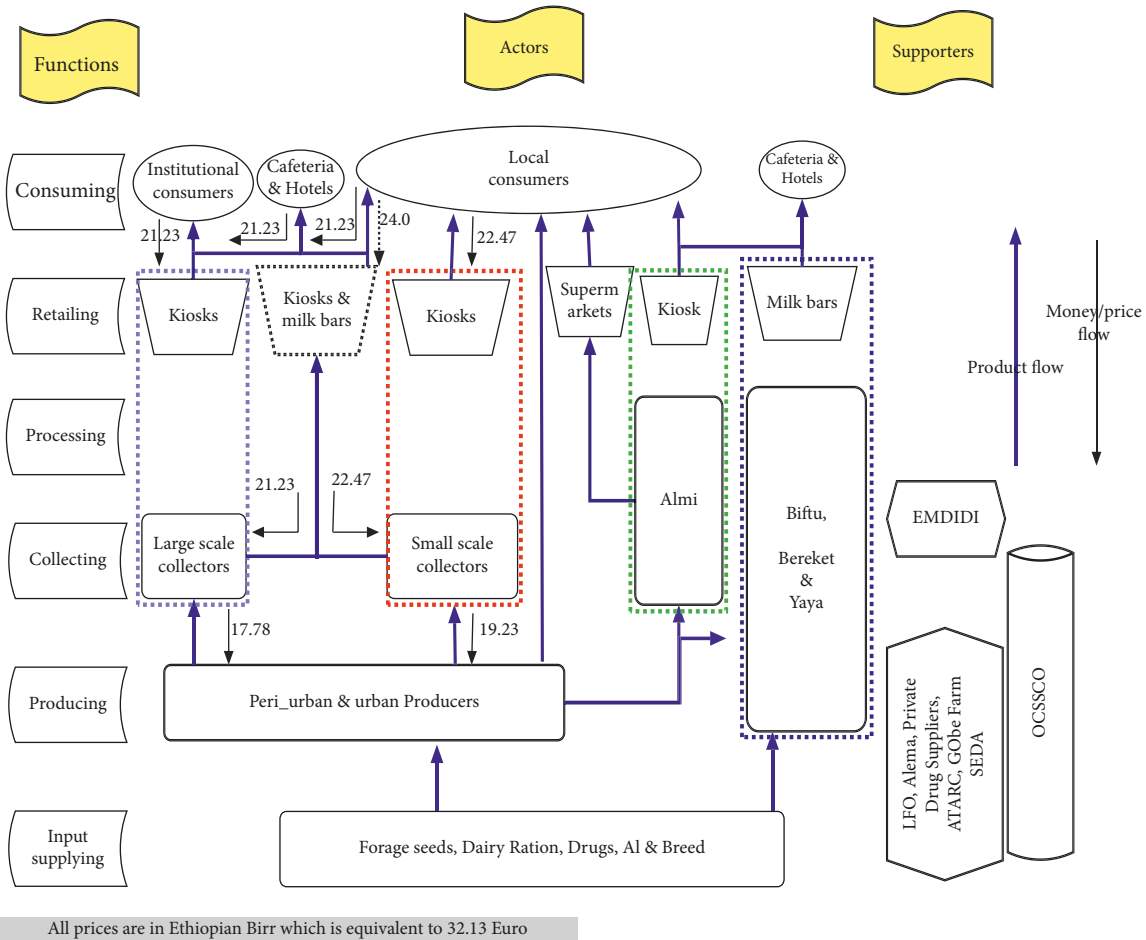 Functions
Actors
Supporters
Consuming
Institutional
consumers
Cafeteria
& Hotels
Local
consumers
Cafeteria &
Hotels
21.23
21.23
21.23
24.0
22.47
Retailing
Kiosks
Kiosks &
milk bars
Kiosks
Superm
arkets
Kiosk
Milk bars
Money/price
flow
Product flow
Processing
21.23
22.47
Almi
Biftu,
Bereket
&
Yaya
EMDIDI
Collecting
Large scale
collectors
Small scale
collectors
17.78
19.23
Producing
Peri_urban & urban Producers
LFO, Alema, Private
Drug Suppliers,
ATARC, GObe Farm
SEDA
OCSSCO
Input
supplying
Forage seeds, Dairy Ration, Drugs, Al & Breed
All prices are in Ethiopian Birr which is equivalent to 32.13 Euro